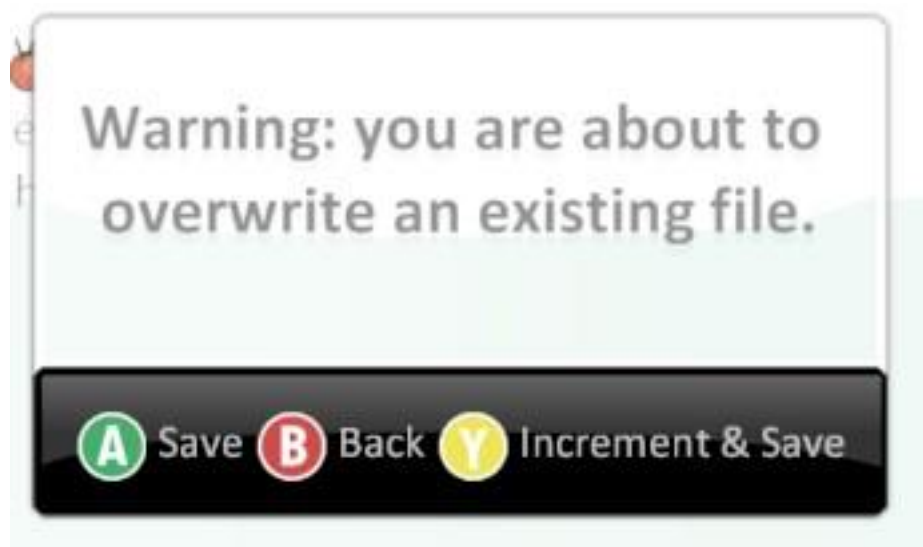 Warning: you are about to
overwrite an existing file.
A Save B Back Y Increment & Save